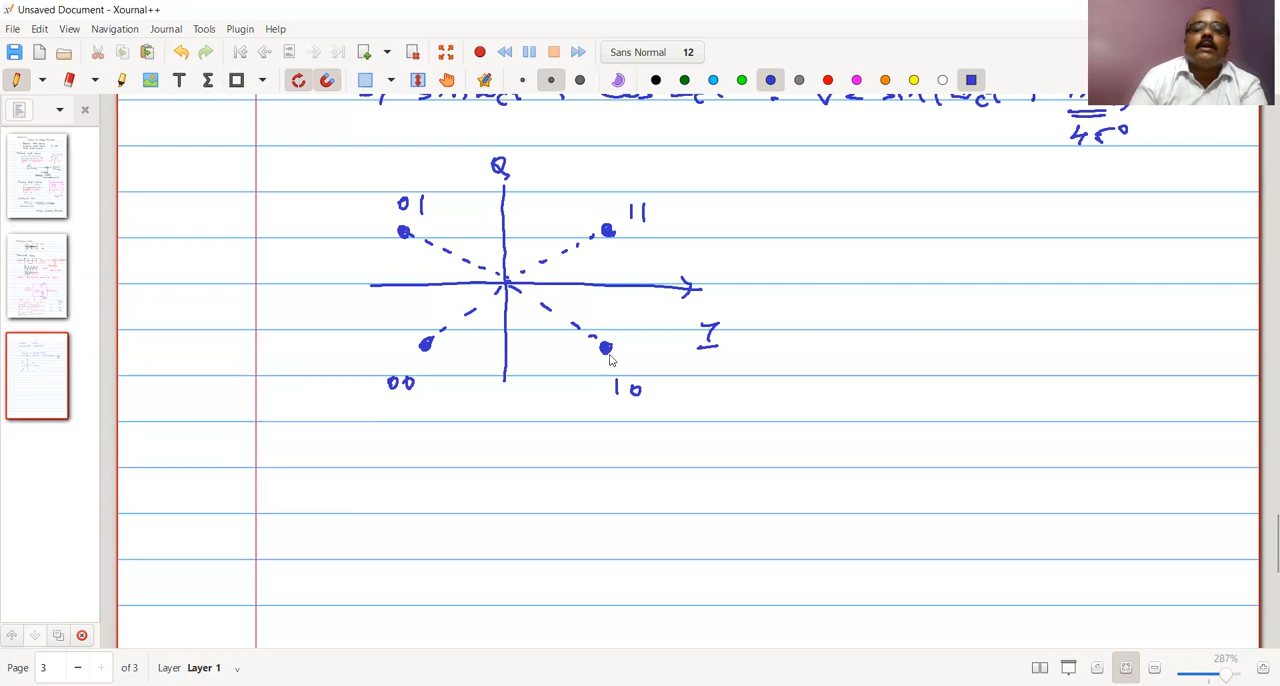 Unsaved Document - Xournal++
File Edit View Navigation Journal Tools Plugin Help
Sans Normal 12
45°
Q
01
11
I
00
10
Page 3 of 3 Layer Layer 1
287%